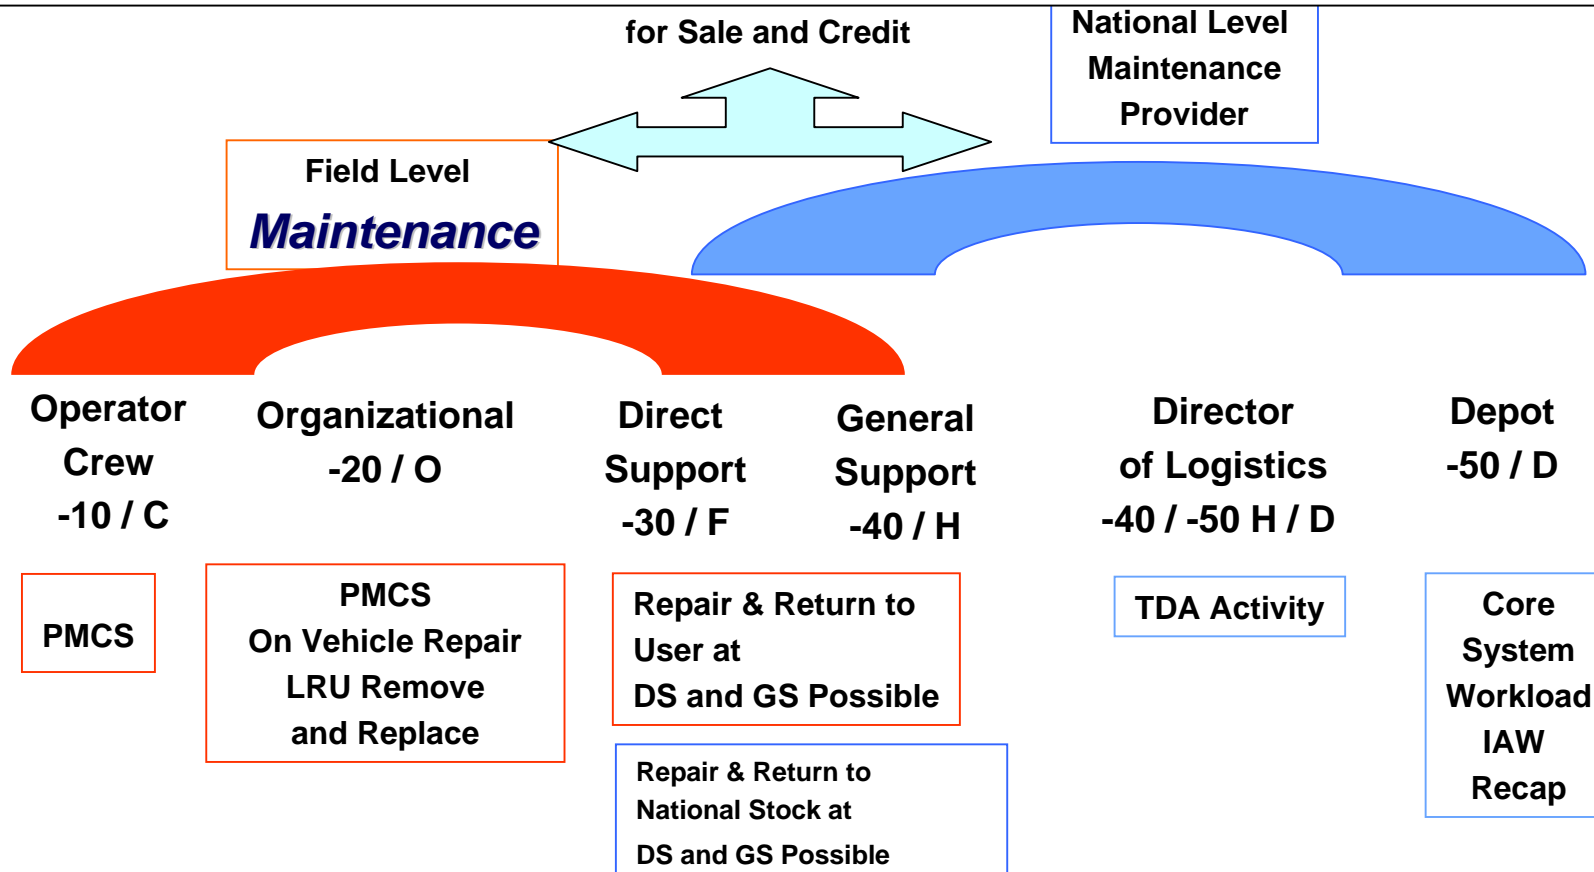 for Sale and Credit
National Level
Maintenance
Provider
Field Level
Maintenance
Operator
Crew
-10 / C
Organizational
-20 / O
Direct
Support
-30 / F
General
Support
-40 / H
Director
of Logistics
-40 / -50 H / D
Depot
-50 / D
PMCS
PMCS
On Vehicle Repair
LRU Remove
and Replace
Repair & Return to
User at
DS and GS Possible
Repair & Return to
National Stock at
DS and GS Possible
TDA Activity
Core
System
Workload
IAW
Recap